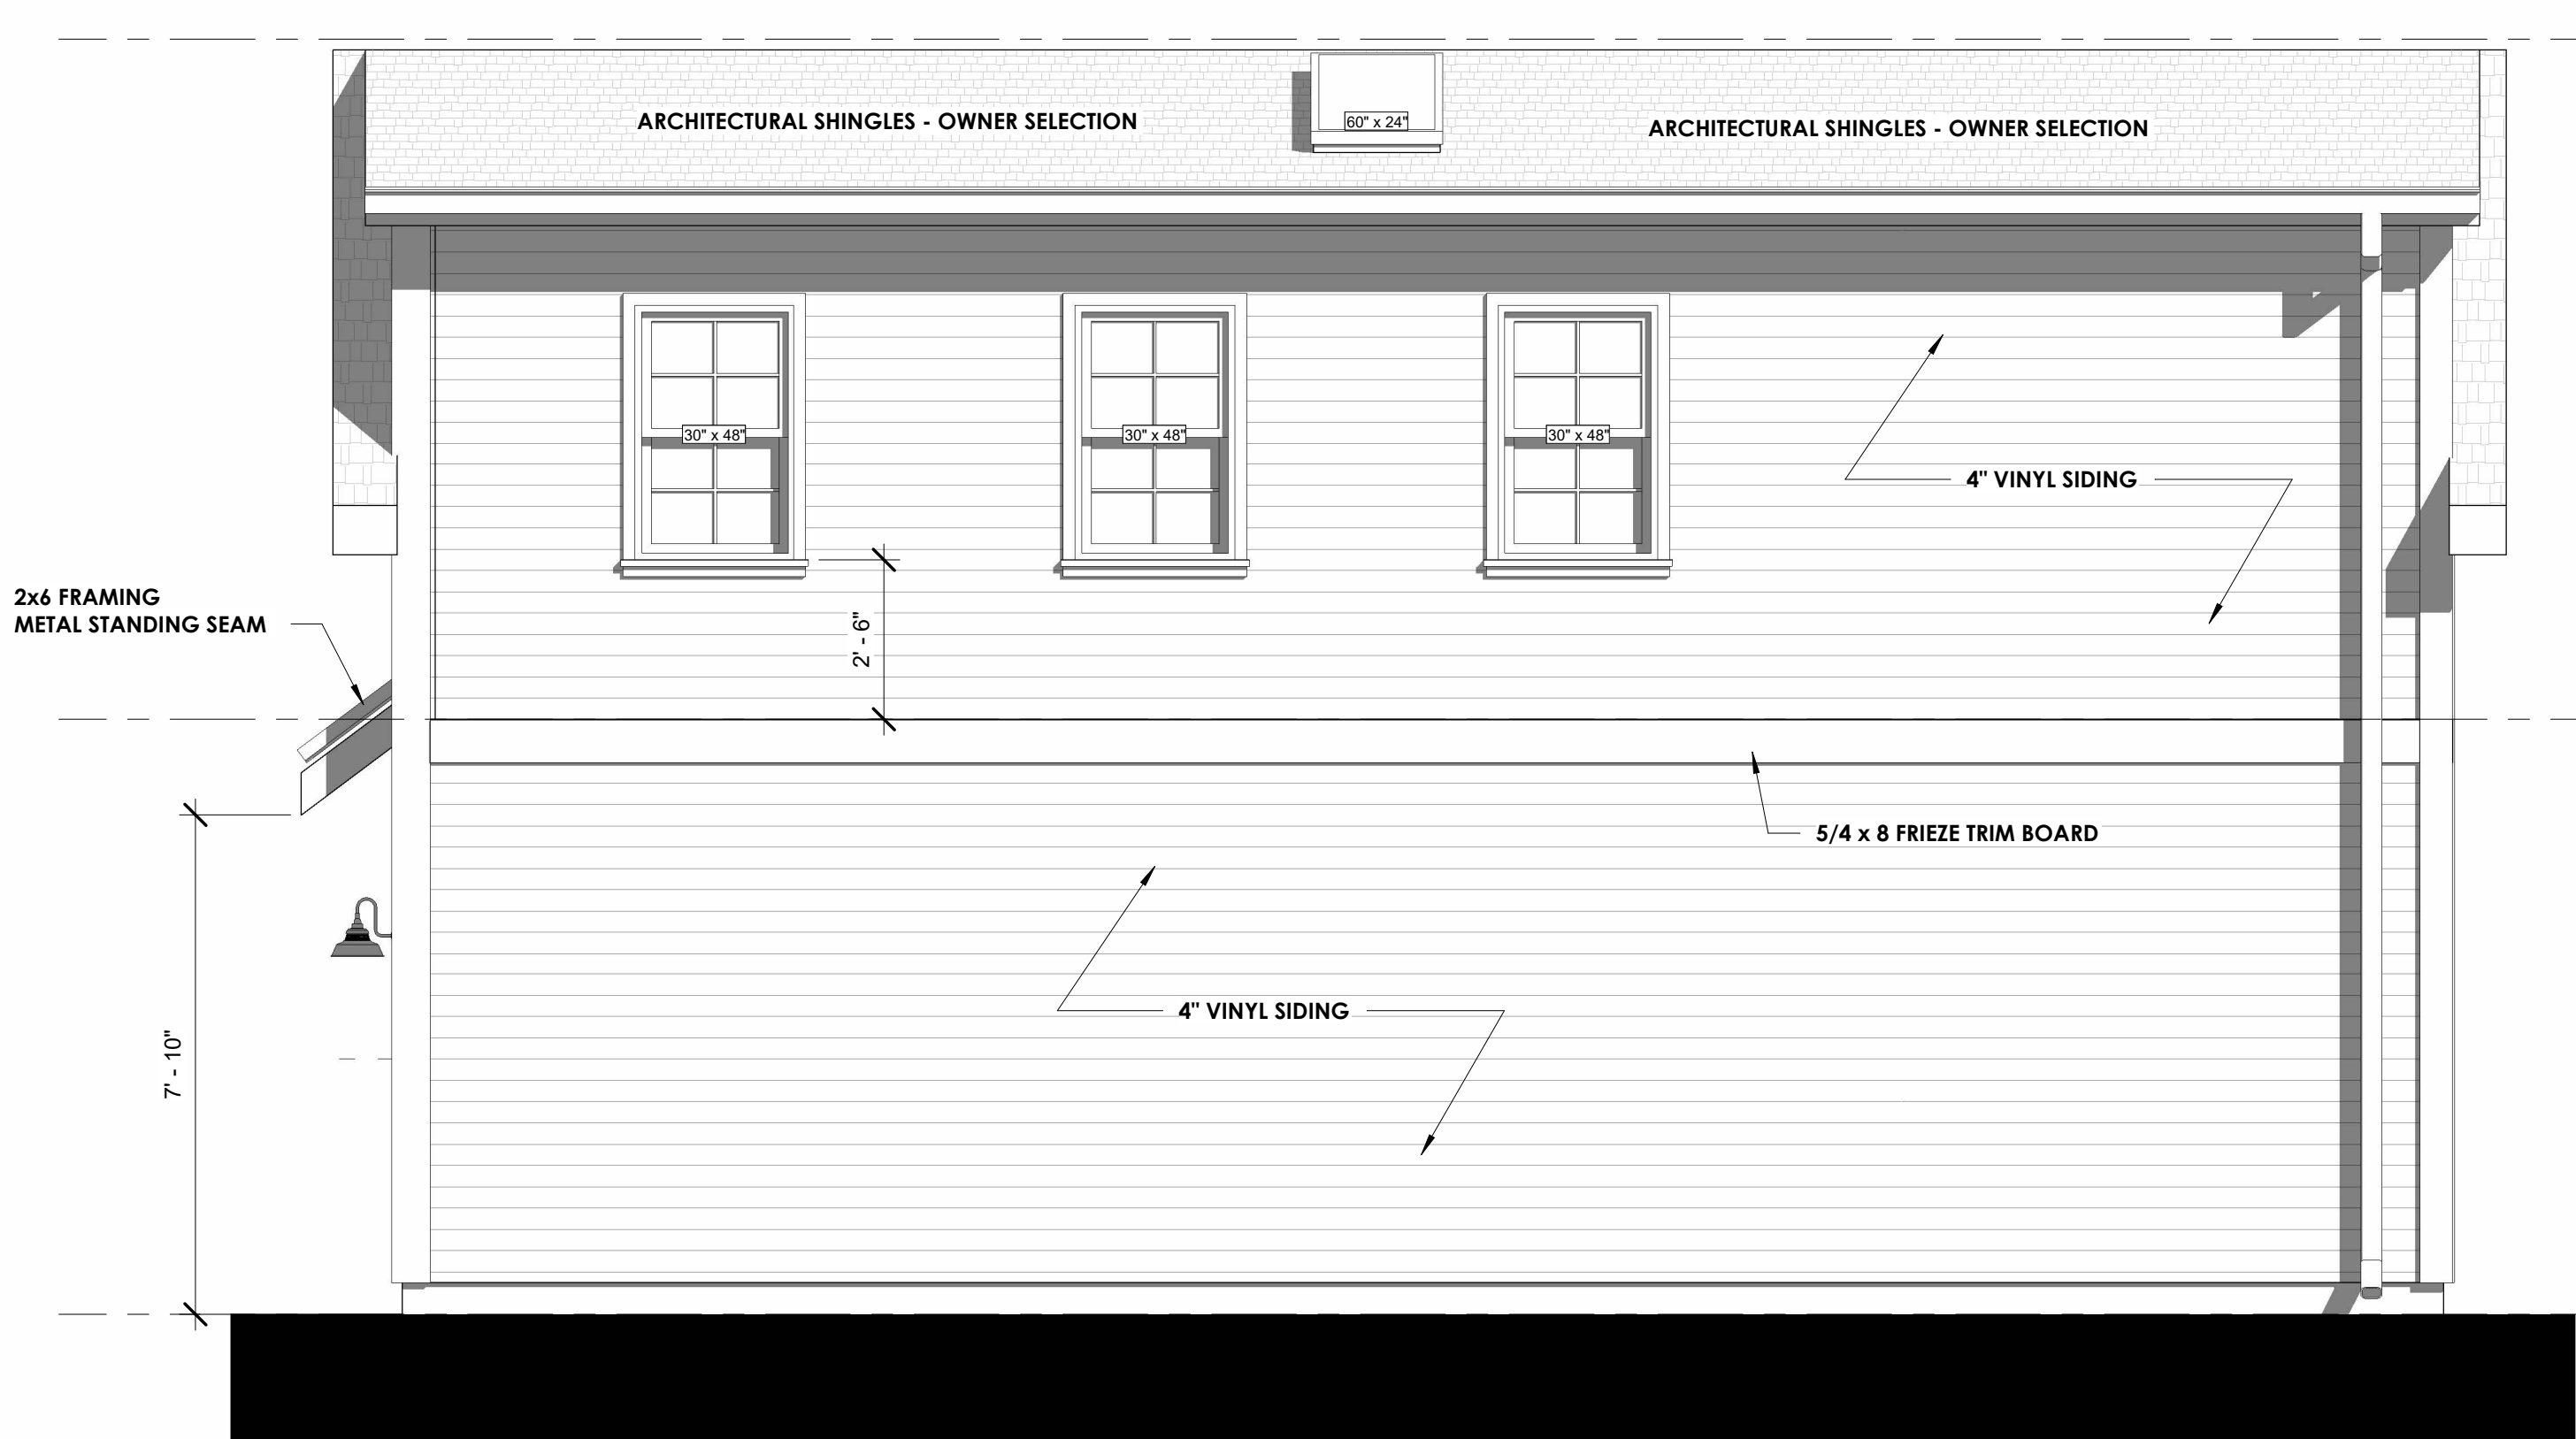 ARCHITECTURAL SHINGLES - OWNER SELECTION
60" x 24"
ARCHITECTURAL SHINGLES - OWNER SELECTION
30" x 48"
30" x 48"
30" x 48"
4" VINYL SIDING
2x6 FRAMING
METAL STANDING SEAM
2' - 6"
5/4 x 8 FRIEZE TRIM BOARD
4" VINYL SIDING
7' - 10"